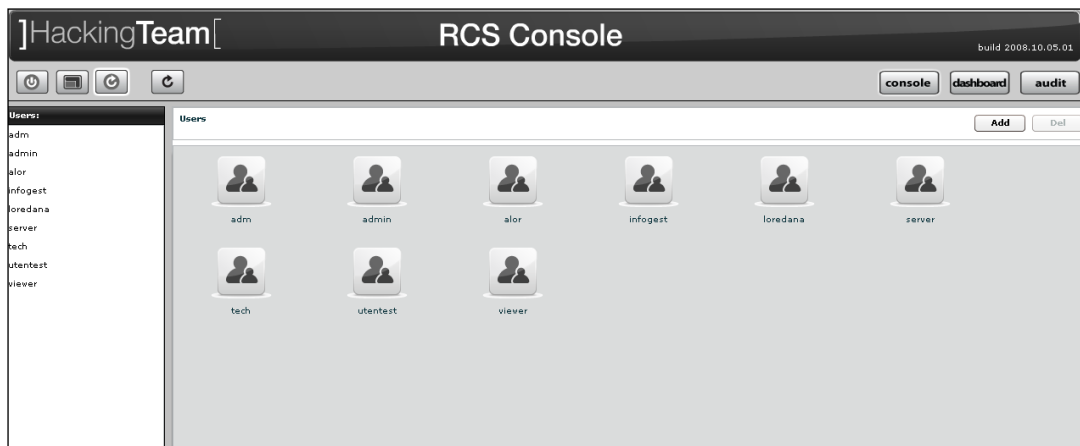 ]HackingTeam[
RCS Console
build 2008.10.05.01
console
dashboard
audit
Users:
adm
admin
alor
infogest
loredana
server
tech
utentest
viewer
Users
Add
Del
adm
admin
alor
infogest
loredana
server
tech
utentest
viewer